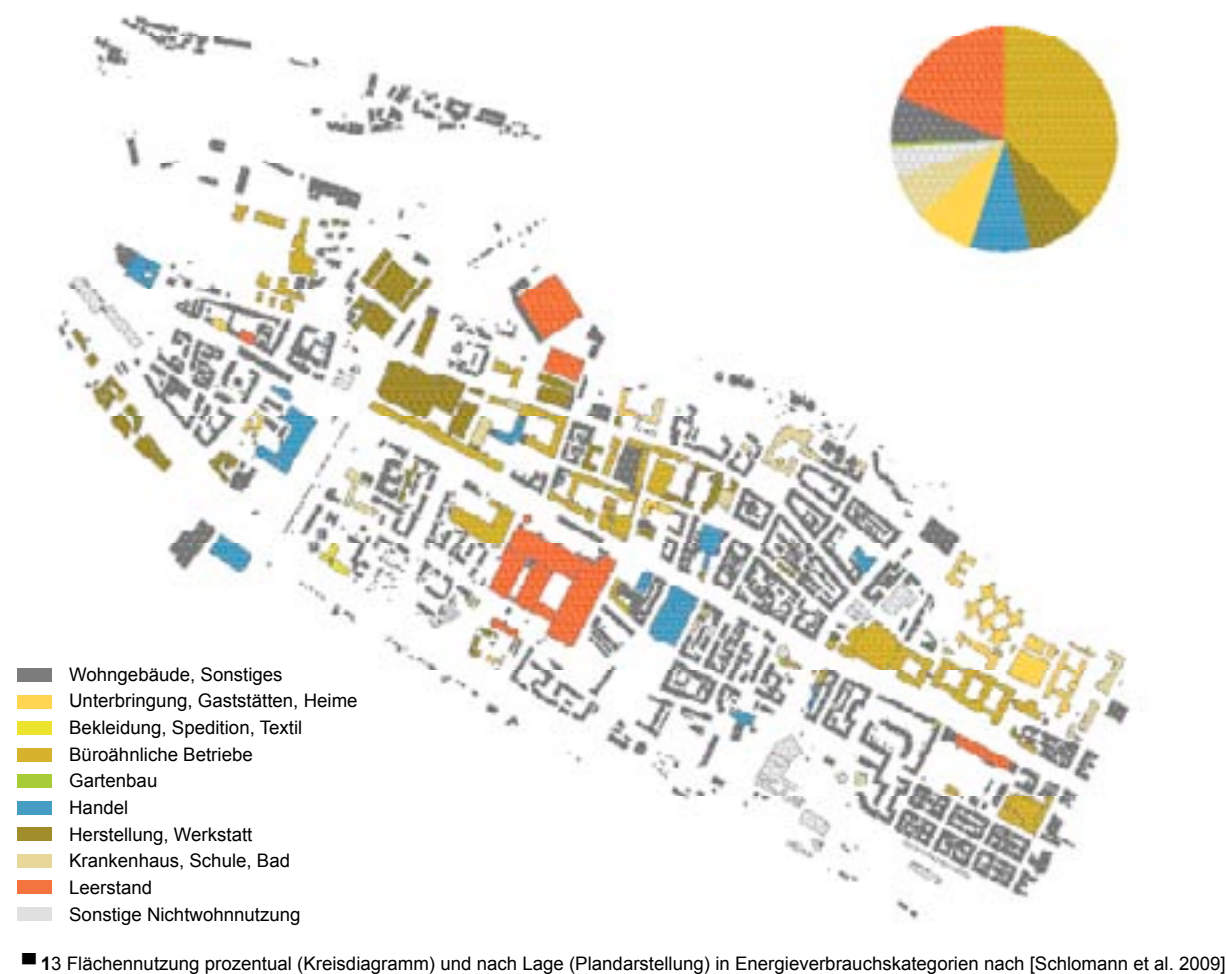 Wohngebäude, Sonstiges
Unterbringung, Gaststätten, Heime
Bekleidung, Spedition, Textil
Büroähnliche Betriebe
Gartenbau
Handel
Herstellung, Werkstatt
Krankenhaus, Schule, Bad
Leerstand
Sonstige Nichtwohnnutzung
13 Flächennutzung prozentual (Kreisdiagramm) und nach Lage (Plandarstellung) in Energieverbrauchskategorien nach [Schlomann et al. 2009]